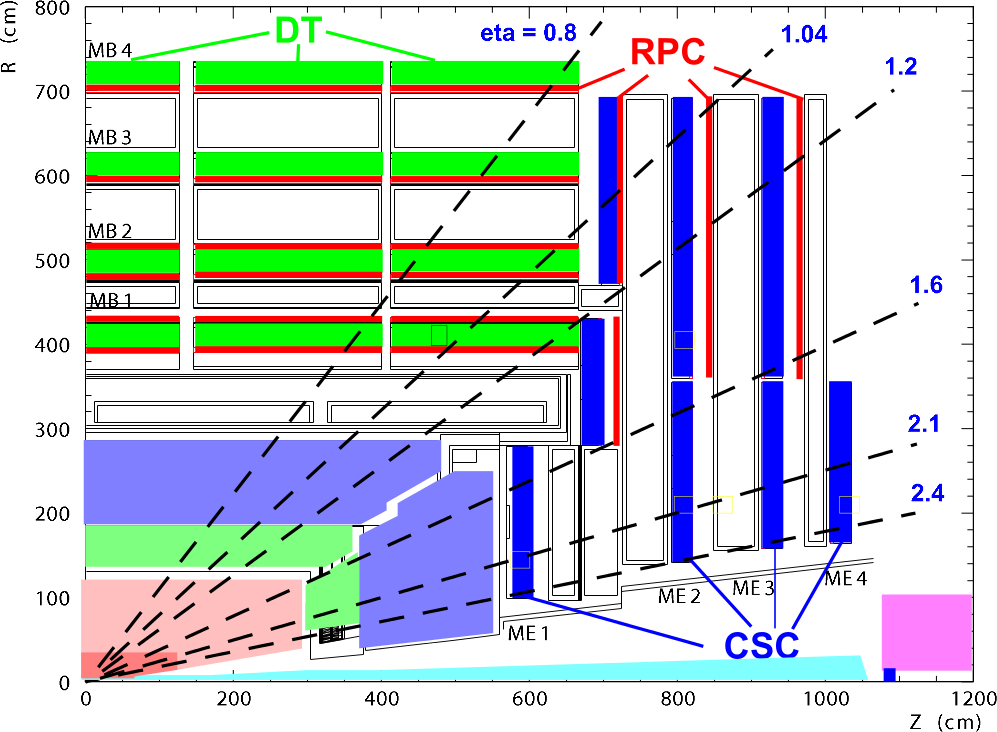 R (cm)
800
700
600
500
400
300
200
100
0
0
200
400
600
800
1000
1200
Z (cm)
DT
RPC
CSC
eta = 0.8
1.04
1.2
1.6
2.1
2.4
MB 4
MB 3
MB 2
MB 1
ME 1
ME 2
ME 3
ME 4